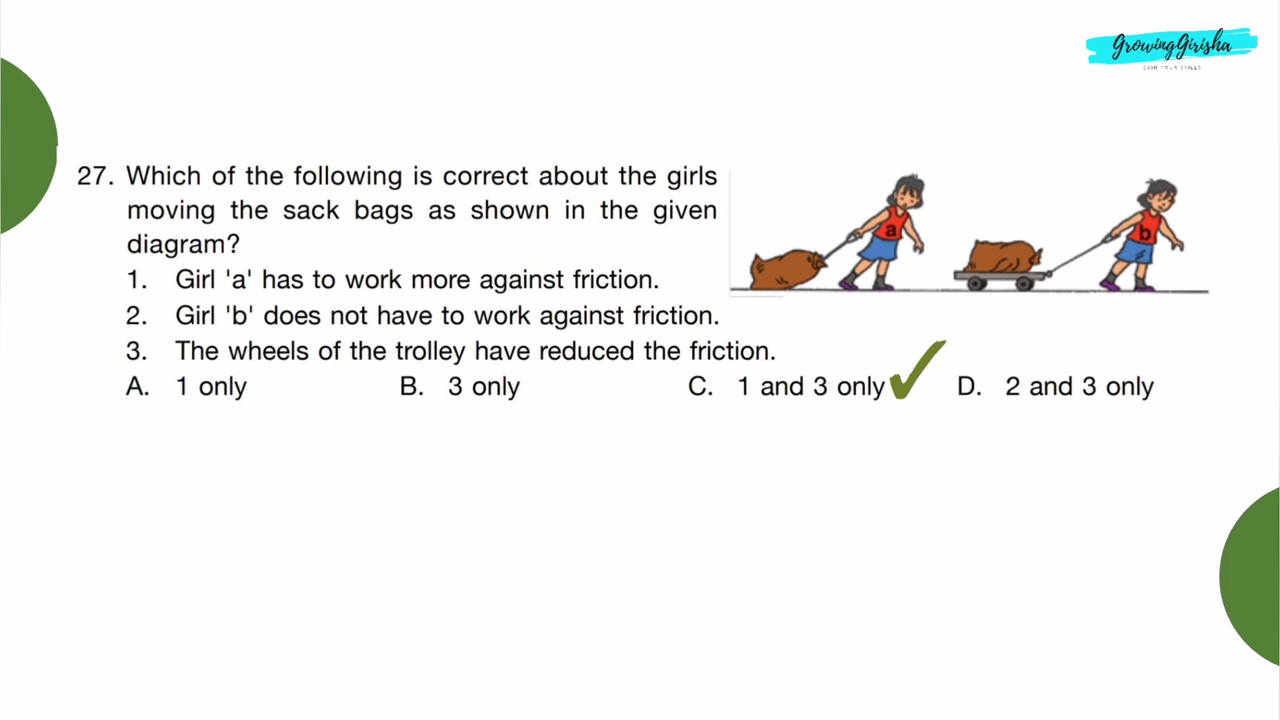 GrowingGirisha
GAIN YOUR SKILLS
27. Which of the following is correct about the girls
moving the sack bags as shown in the given
diagram?
a
b
1. Girl 'a' has to work more against friction.
2. Girl 'b' does not have to work against friction.
3. The wheels of the trolley have reduced the friction.
A. 1 only B. 3 only C. 1 and 3 only D. 2 and 3 only